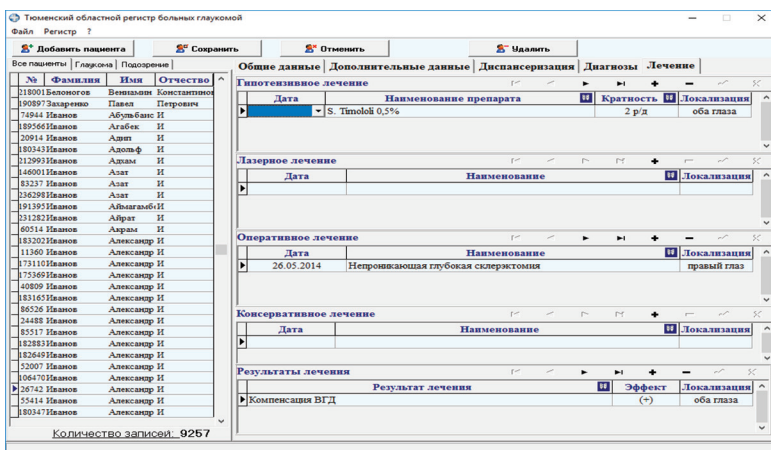 Тюменский областной регистр больных глаукомой
Файл Регистр ?
Добавить пациента Сохранить Отменить Удалить
Все пациенты Глаукома Подозрение
Общие данные Дополнительные данные Диспансеризация Диагнозы Лечение
№ Фамилия Имя Отчество
218001 Белоногов Вениамин Константинов
190897 Захаренко Павел Петрович
74944 Иванов Абульбаис И
189566 Иванов Агабек И
20914 Иванов Адип И
180343 Иванов Адольф И
212993 Иванов Адхам И
146001 Иванов Азат И
83237 Иванов Азат И
236298 Иванов Азат И
191395 Иванов Аймагамб И
231282 Иванов Айрат И
60514 Иванов Акрам И
183202 Иванов Александр И
11360 Иванов Александр И
173110 Иванов Александр И
175369 Иванов Александр И
40809 Иванов Александр И
183165 Иванов Александр И
86526 Иванов Александр И
24488 Иванов Александр И
85517 Иванов Александр И
182883 Иванов Александр И
182649 Иванов Александр И
52007 Иванов Александр И
106470 Иванов Александр И
26742 Иванов Александр И
55414 Иванов Александр И
180347 Иванов Александр И
Количество записей: 9257
Гипотензивное лечение
Дата Наименование препарата Кратность Локализация
S. Timololi 0,5% 2 р/д оба глаза
Лазерное лечение
Дата Наименование Локализация
Оперативное лечение
Дата Наименование Локализация
26.05.2014 Непроникающая глубокая склерэктомия правый глаз
Консервативное лечение
Дата Наименование Локализация
Результаты лечения
Результат лечения Эффект Локализация
Компенсация ВГД (+) оба глаза